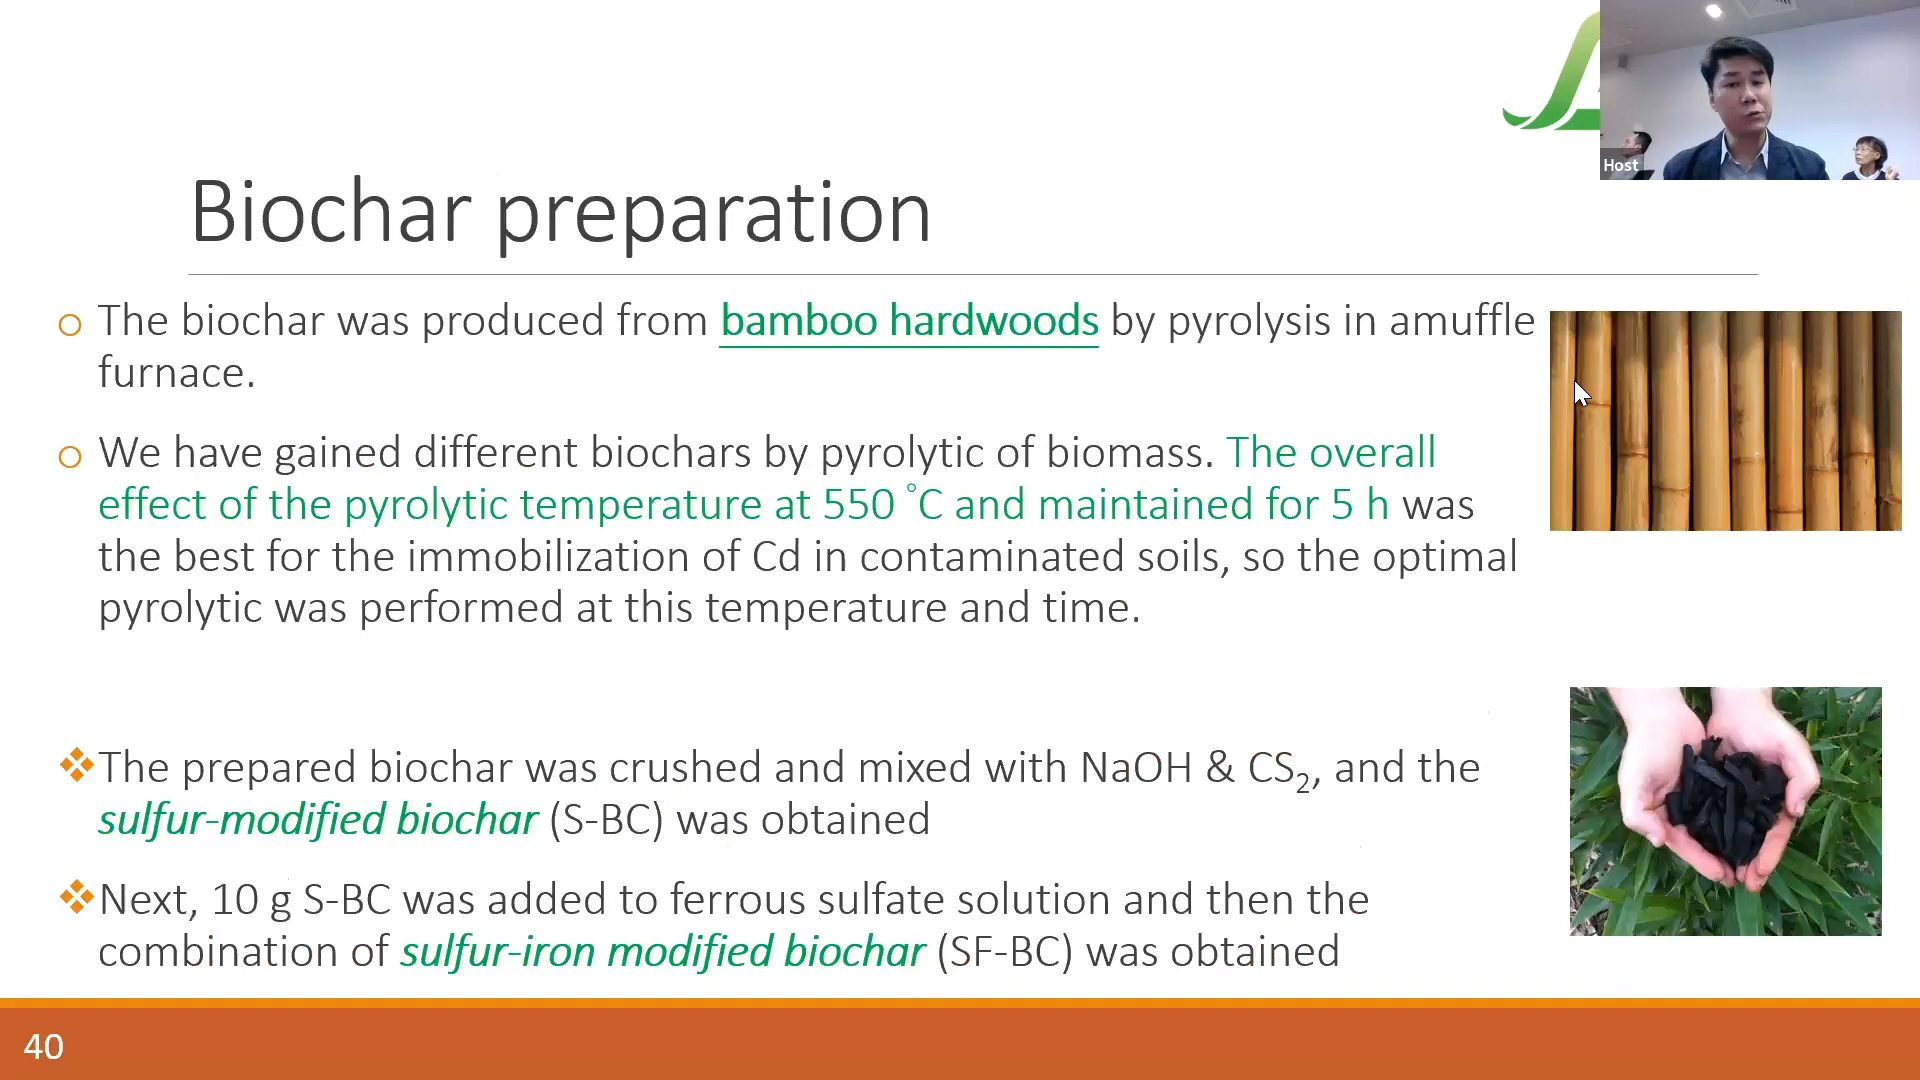 Host
Biochar preparation
The biochar was produced from bamboo hardwoods by pyrolysis in amuffle
furnace.
We have gained different biochars by pyrolytic of biomass. The overall
effect of the pyrolytic temperature at 550 °C and maintained for 5 h was
the best for the immobilization of Cd in contaminated soils, so the optimal
pyrolytic was performed at this temperature and time.
The prepared biochar was crushed and mixed with NaOH & CS₂, and the
sulfur-modified biochar (S-BC) was obtained
Next, 10 g S-BC was added to ferrous sulfate solution and then the
combination of sulfur-iron modified biochar (SF-BC) was obtained
40